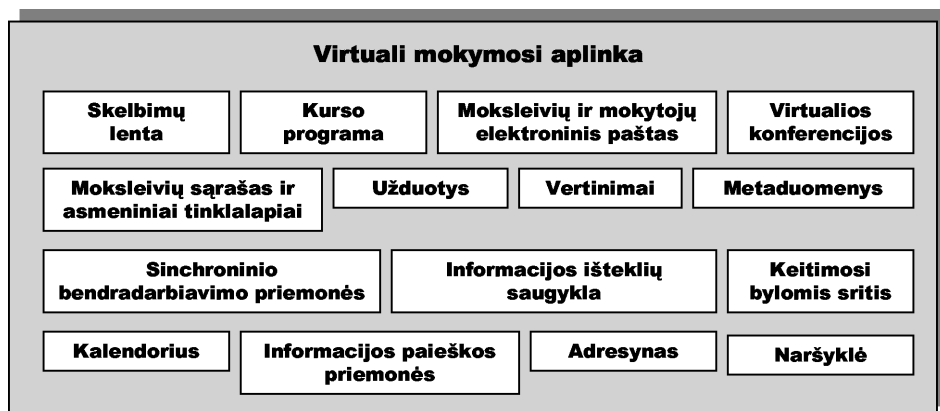 Virtuali mokymosi aplinka
Skelbimų
lenta
Kurso
programa
Moksleivių ir mokytojų
elektroninis paštas
Virtualios
konferencijos
Moksleivių sąrašas ir
asmeniniai tinklalapiai
Užduotys
Vertinimai
Metaduomenys
Sinchroninio
bendradarbiavimo priemonės
Informacijos išteklių
saugykla
Keitimosi
bylomis sritis
Kalendorius
Informacijos paieškos
priemonės
Adresynas
Naršyklė